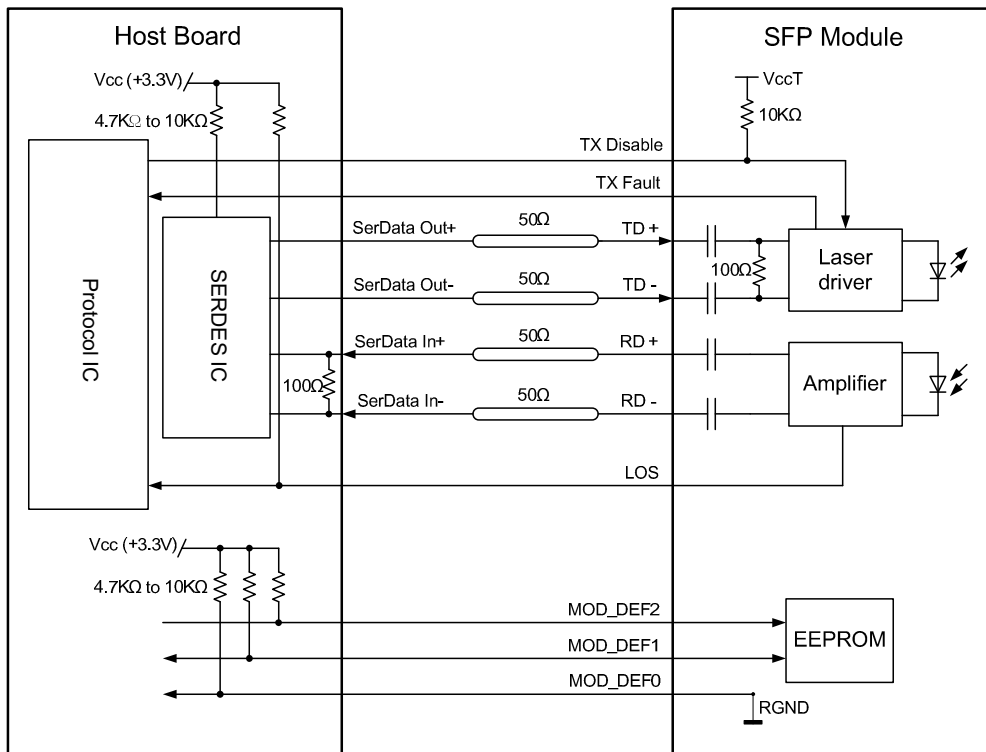 Host Board
SFP Module
Vcc (+3.3V)
VccT
4.7KΩ to 10KΩ
10KΩ
TX Disable
TX Fault
SerData Out+
50Ω
TD +
SerData Out-
50Ω
TD -
100Ω
Laser
driver
Protocol IC
SERDES IC
SerData In+
50Ω
RD +
100Ω
SerData In-
50Ω
RD -
Amplifier
LOS
Vcc (+3.3V)
4.7KΩ to 10KΩ
MOD_DEF2
MOD_DEF1
MOD_DEF0
EEPROM
RGND